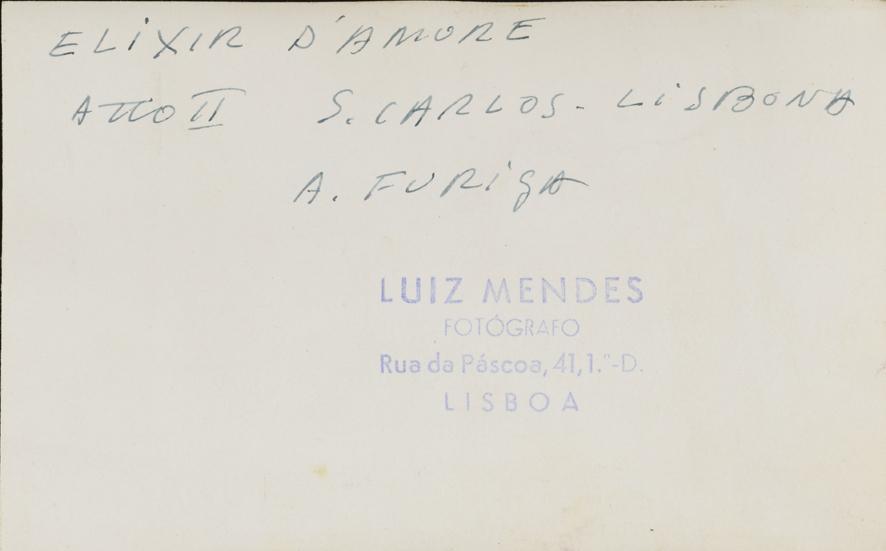 ELIXIR D'AMORE
ATTO II S. CARLOS - LISBONA
A. FURIGA
LUIZ MENDES
FOTÓGRAFO
Rua da Páscoa, 41, 1.º-D.
LISBOA